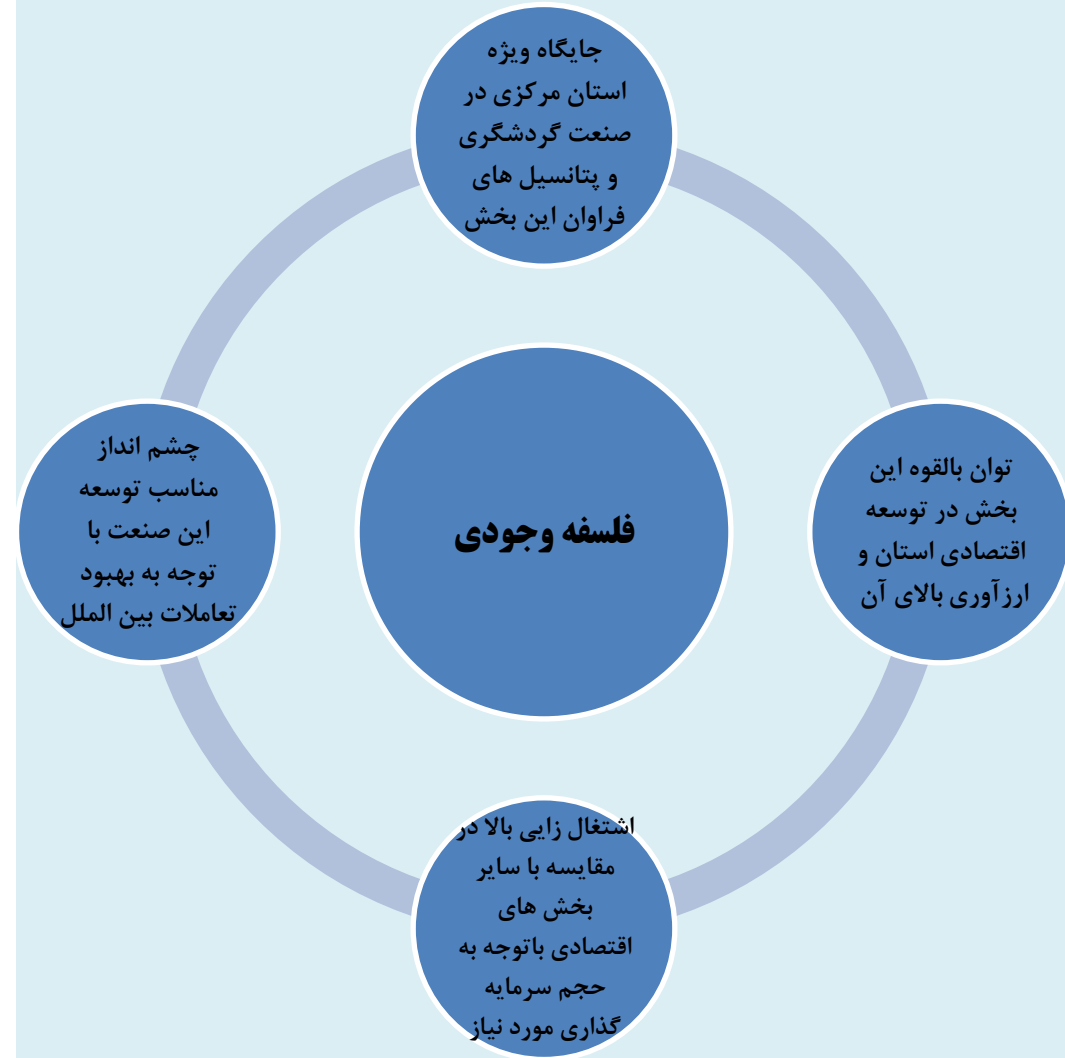 جایگاه ویژه
استان مرکزی در
صنعت گردشگری
و پتانسیل های
فراوان این بخش
توان بالقوه این
بخش در توسعه
اقتصادی استان و
ارزآوری بالای آن
اشتغال زایی بالا در
مقایسه با سایر
بخش های
اقتصادی باتوجه به
حجم سرمایه
گذاری مورد نیاز
چشم انداز
مناسب توسعه
این صنعت با
توجه به بهبود
تعاملات بین الملل
فلسفه وجودی